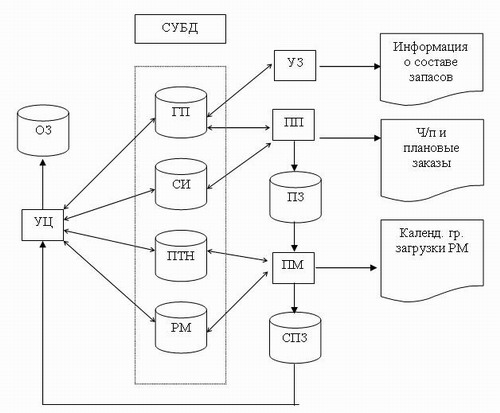 СУБД
ГП
УЗ
Информация
о составе
запасов
ОЗ
ПП
Ч/п и
плановые
заказы
СИ
ПЗ
УЦ
ПТН
ПМ
Календ. гр.
загрузки РМ
РМ
СПЗ